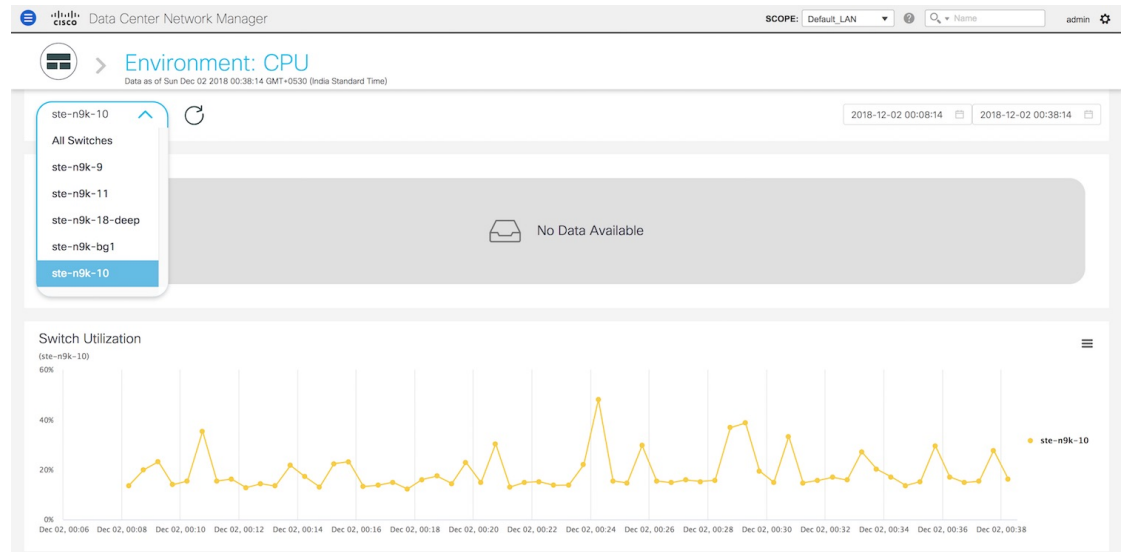 cisco Data Center Network Manager SCOPE: Default_LAN Name admin
Environment: CPU
Data as of Sun Dec 02 2018 00:38:14 GMT+0530 (India Standard Time)
ste-n9k-10 2018-12-02 00:08:14 2018-12-02 00:38:14
All Switches
ste-n9k-9
ste-n9k-11
ste-n9k-18-deep
ste-n9k-bg1
ste-n9k-10
No Data Available
Switch Utilization
(ste-n9k-10)
60%
40%
20%
0%
ste-n9k-10
Dec 02, 00:06 Dec 02, 00:08 Dec 02, 00:10 Dec 02, 00:12 Dec 02, 00:14 Dec 02, 00:16 Dec 02, 00:18 Dec 02, 00:20 Dec 02, 00:22 Dec 02, 00:24 Dec 02, 00:26 Dec 02, 00:28 Dec 02, 00:30 Dec 02, 00:32 Dec 02, 00:34 Dec 02, 00:36 Dec 02, 00:38